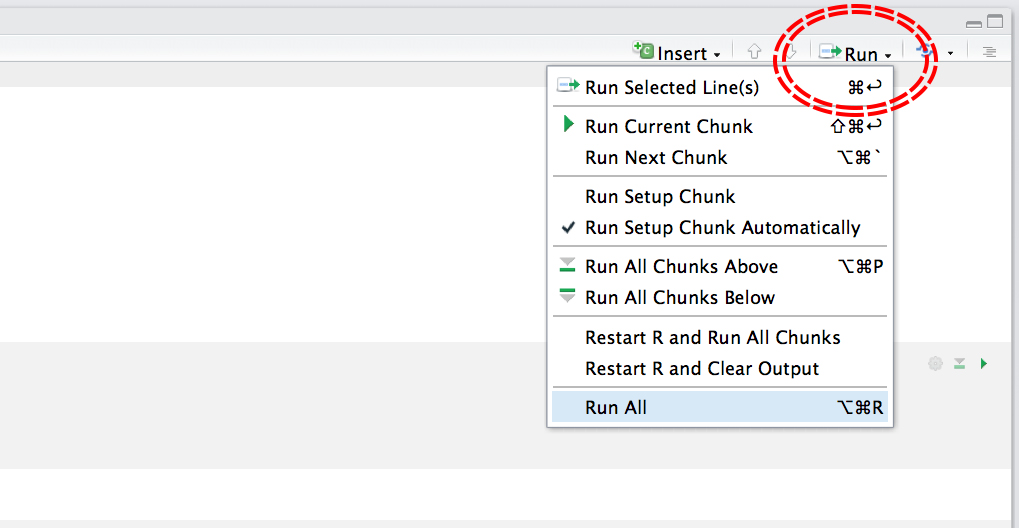 Insert
Run
Run Selected Line(s) ⌘↩
Run Current Chunk ⇧⌘↩
Run Next Chunk ⌥⌘`
Run Setup Chunk
Run Setup Chunk Automatically
Run All Chunks Above ⌥⌘P
Run All Chunks Below
Restart R and Run All Chunks
Restart R and Clear Output
Run All ⌥⌘R